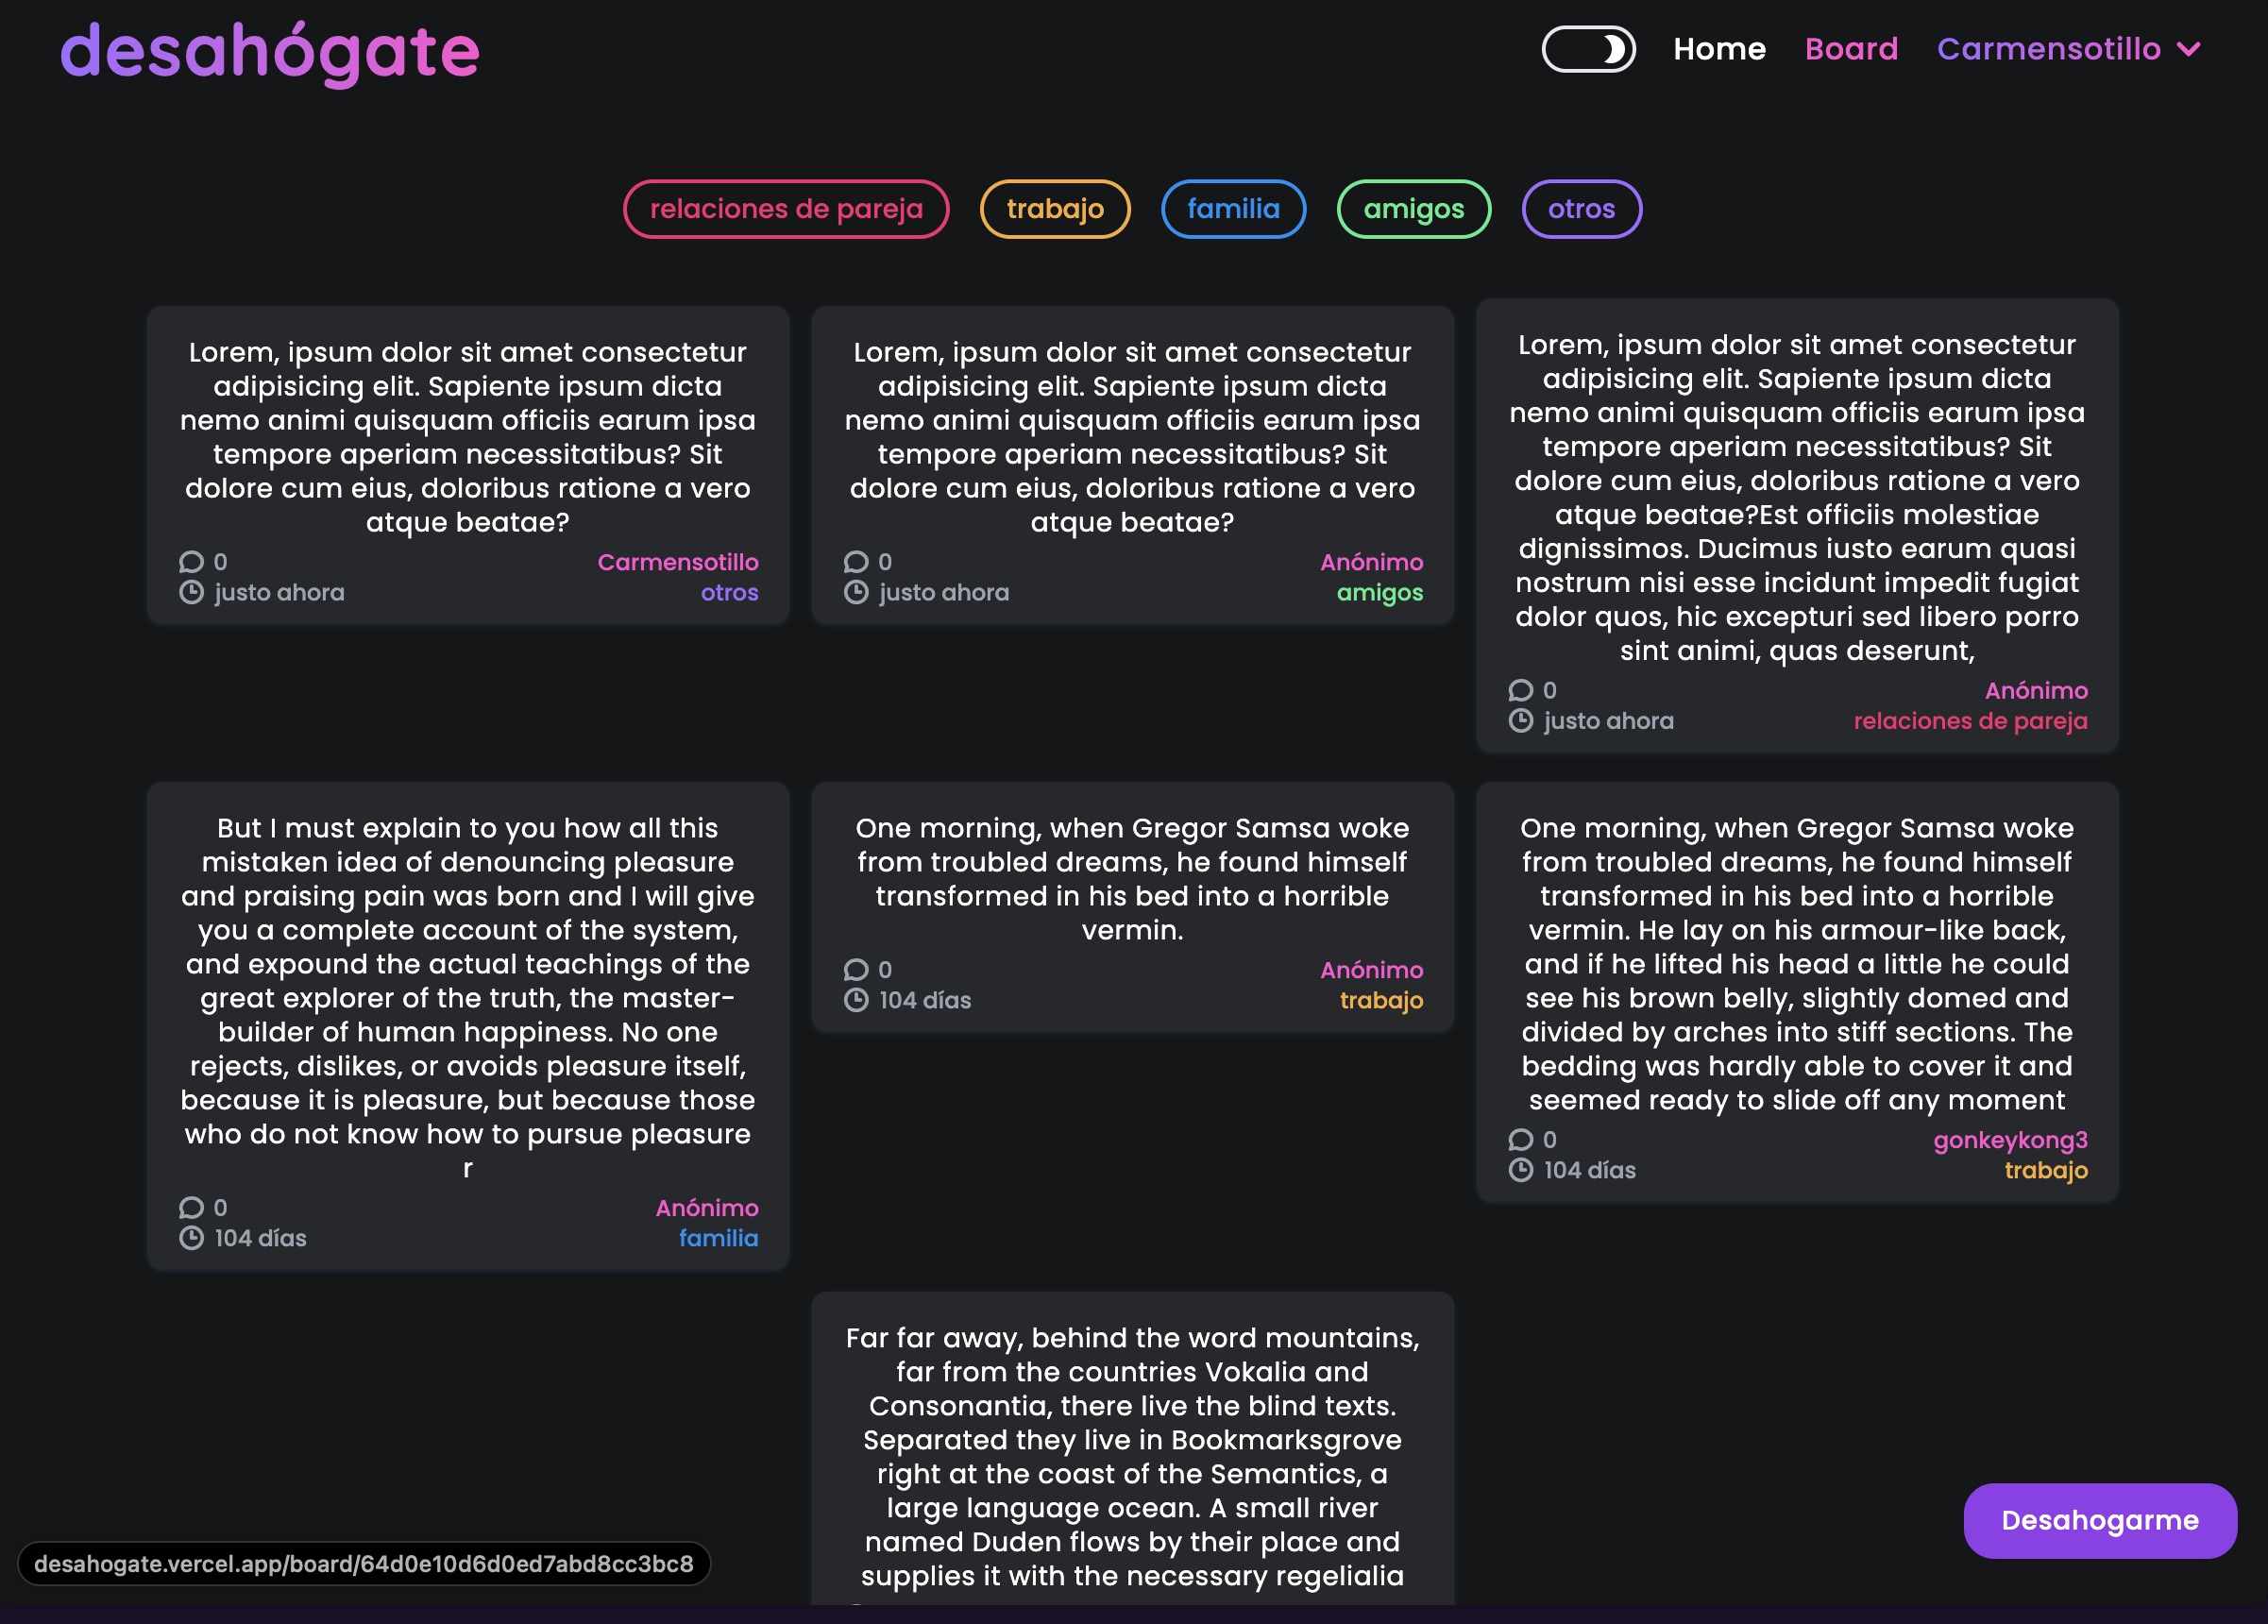 desahógate
Home Board Carmensotillo
relaciones de pareja trabajo familia amigos otros
Lorem, ipsum dolor sit amet consectetur
adipisicing elit. Sapiente ipsum dicta
nemo animi quisquam officiis earum ipsa
tempore aperiam necessitatibus? Sit
dolore cum eius, doloribus ratione a vero
atque beatae?
0 Carmensotillo
justo ahora otros
Lorem, ipsum dolor sit amet consectetur
adipisicing elit. Sapiente ipsum dicta
nemo animi quisquam officiis earum ipsa
tempore aperiam necessitatibus? Sit
dolore cum eius, doloribus ratione a vero
atque beatae?
0 Anónimo
justo ahora amigos
Lorem, ipsum dolor sit amet consectetur
adipisicing elit. Sapiente ipsum dicta
nemo animi quisquam officiis earum ipsa
tempore aperiam necessitatibus? Sit
dolore cum eius, doloribus ratione a vero
atque beatae?Est officiis molestiae
dignissimos. Ducimus iusto earum quasi
nostrum nisi esse incidunt impedit fugiat
dolor quos, hic excepturi sed libero porro
sint animi, quas deserunt,
0 Anónimo
justo ahora relaciones de pareja
But I must explain to you how all this
mistaken idea of denouncing pleasure
and praising pain was born and I will give
you a complete account of the system,
and expound the actual teachings of the
great explorer of the truth, the master-
builder of human happiness. No one
rejects, dislikes, or avoids pleasure itself,
because it is pleasure, but because those
who do not know how to pursue pleasure
r
0 Anónimo
104 días familia
One morning, when Gregor Samsa woke
from troubled dreams, he found himself
transformed in his bed into a horrible
vermin.
0 Anónimo
104 días trabajo
One morning, when Gregor Samsa woke
from troubled dreams, he found himself
transformed in his bed into a horrible
vermin. He lay on his armour-like back,
and if he lifted his head a little he could
see his brown belly, slightly domed and
divided by arches into stiff sections. The
bedding was hardly able to cover it and
seemed ready to slide off any moment
0 gonkeykong3
104 días trabajo
Far far away, behind the word mountains,
far from the countries Vokalia and
Consonantia, there live the blind texts.
Separated they live in Bookmarksgrove
right at the coast of the Semantics, a
large language ocean. A small river
named Duden flows by their place and
supplies it with the necessary regelialia
Desahogarme
desahogate.vercel.app/board/64d0e10d6d0ed7abd8cc3bc8